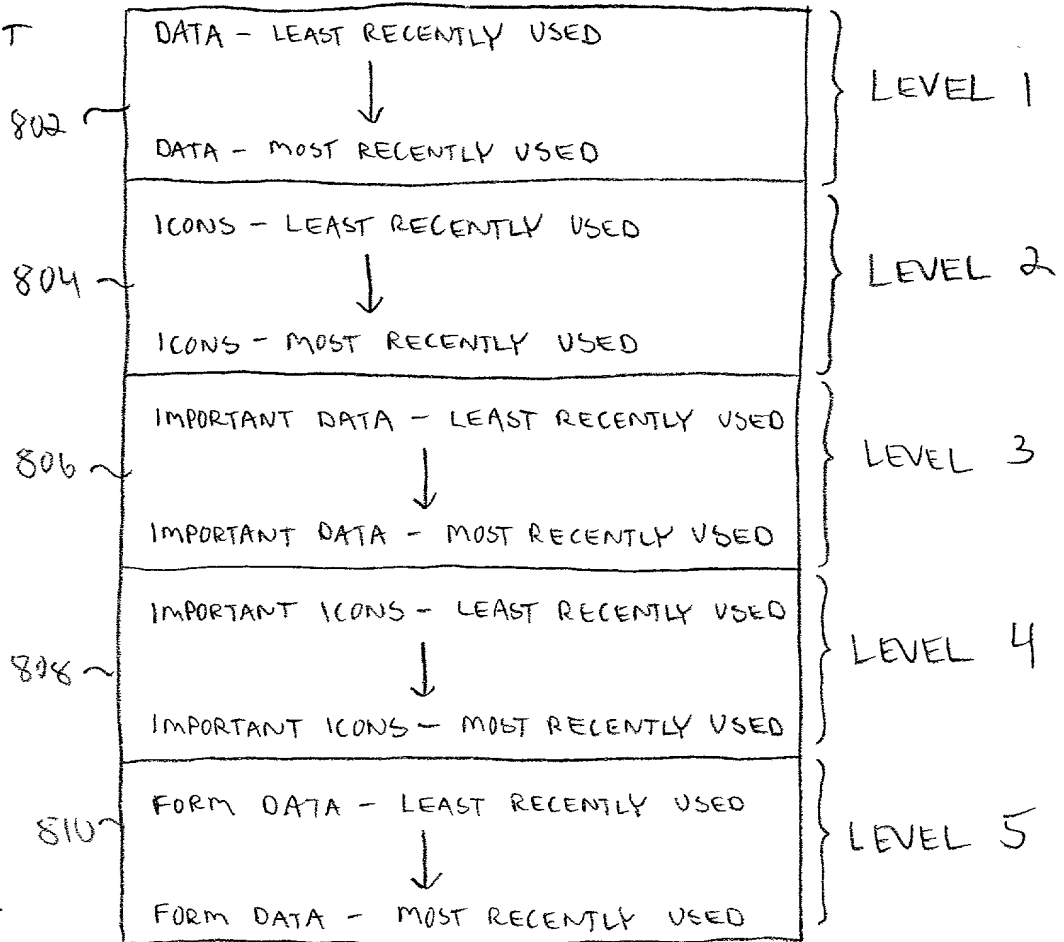 T
DATA - LEAST RECENTLY USED
LEVEL 1
802
DATA - MOST RECENTLY USED
ICONS - LEAST RECENTLY USED
LEVEL 2
804
ICONS - MOST RECENTLY USED
IMPORTANT DATA - LEAST RECENTLY USED
LEVEL 3
806
IMPORTANT DATA - MOST RECENTLY USED
IMPORTANT ICONS - LEAST RECENTLY USED
LEVEL 4
808
IMPORTANT ICONS - MOST RECENTLY USED
FORM DATA - LEAST RECENTLY USED
LEVEL 5
810
FORM DATA - MOST RECENTLY USED